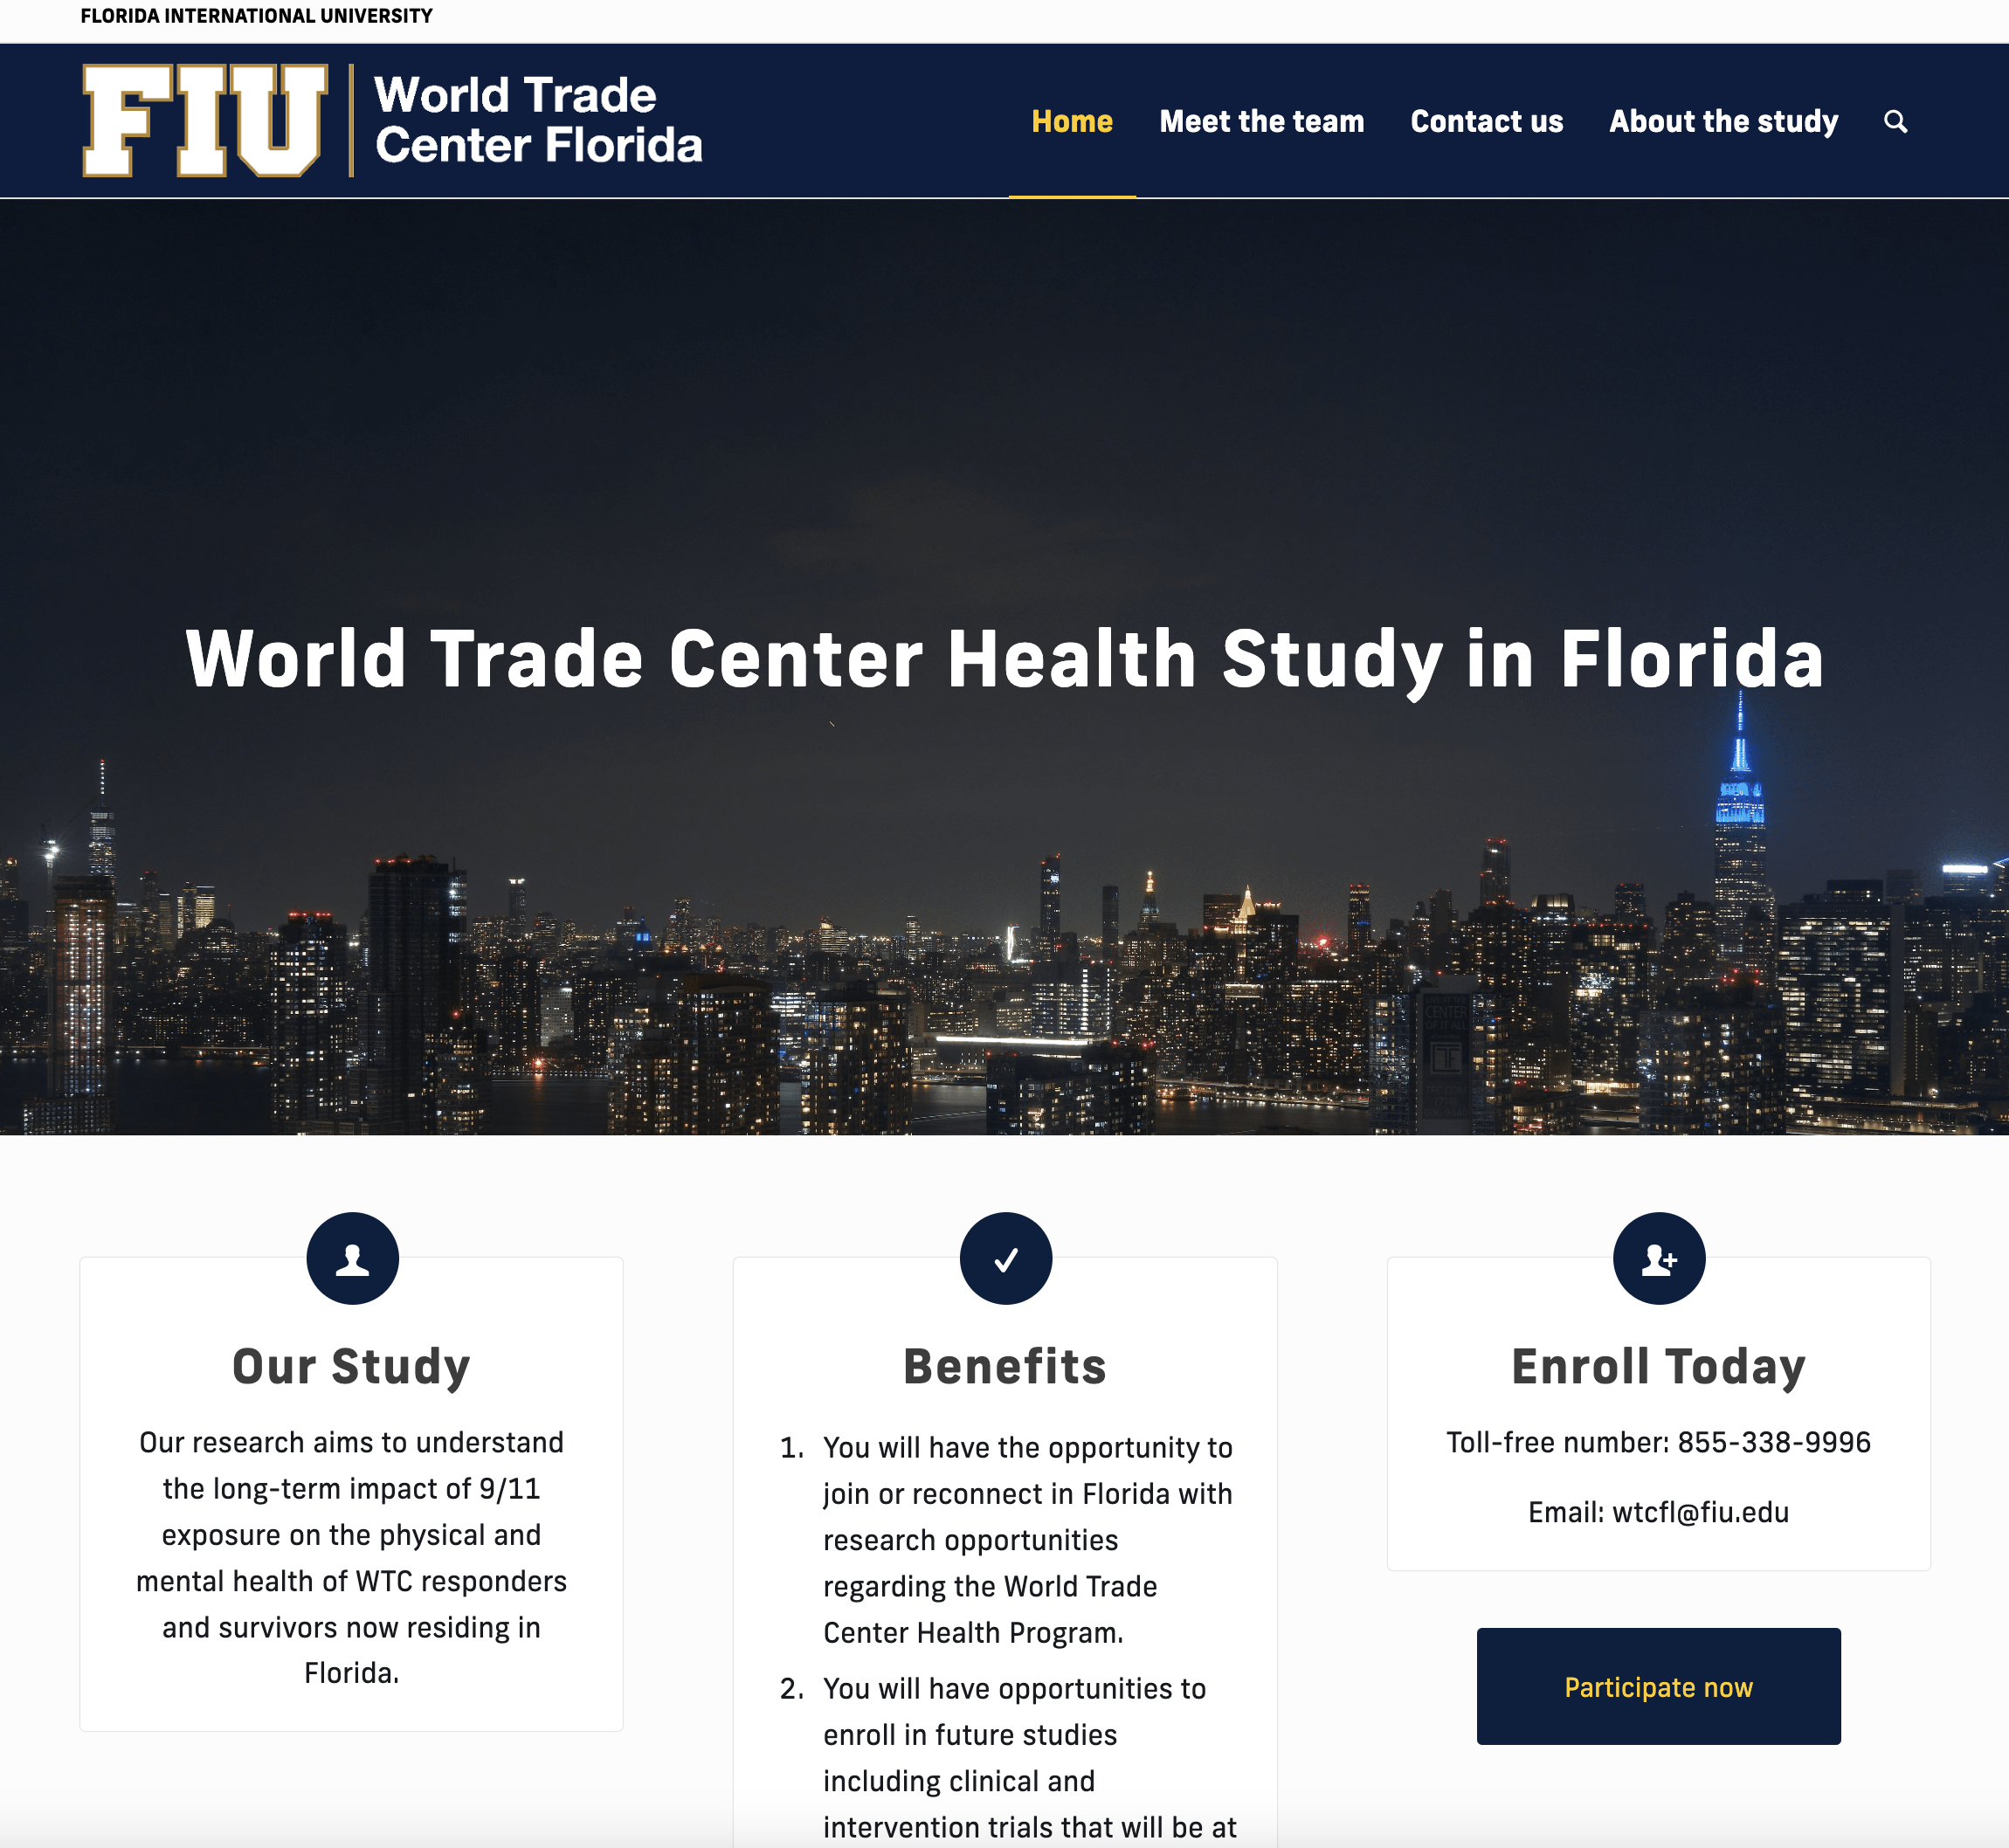 FLORIDA INTERNATIONAL UNIVERSITY
FIU
World Trade
Center Florida
Home
Meet the team
Contact us
About the study
World Trade Center Health Study in Florida
CENTER
Our Study
Our research aims to understand
the long-term impact of 9/11
exposure on the physical and
mental health of WTC responders
and survivors now residing in
Florida.
Benefits
1. You will have the opportunity to
join or reconnect in Florida with
research opportunities
regarding the World Trade
Center Health Program.
2. You will have opportunities to
enroll in future studies
including clinical and
intervention trials that will be at
Enroll Today
Toll-free number: 855-338-9996
Email: wtcfl@fiu.edu
Participate now